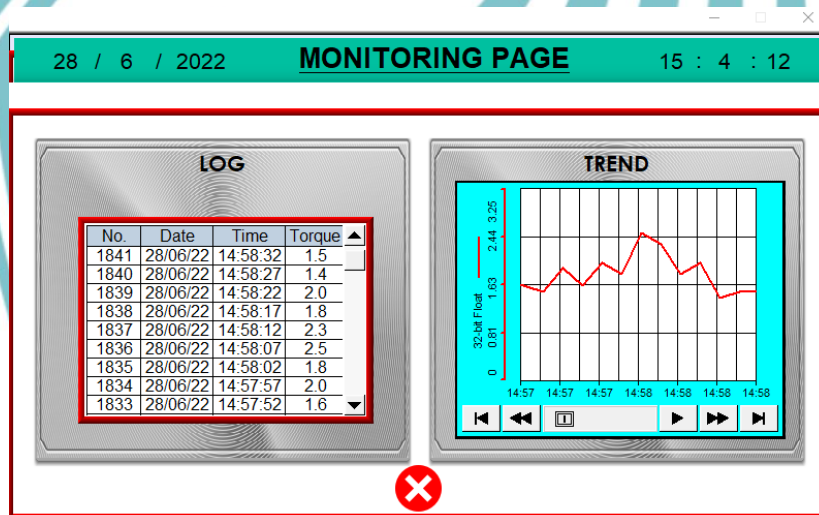 28 / 6 / 2022 MONITORING PAGE 15 : 4 : 12
LOG
No. Date Time Torque
1841 28/06/22 14:58:32 1.5
1840 28/06/22 14:58:27 1.4
1839 28/06/22 14:58:22 2.0
1838 28/06/22 14:58:17 1.8
1837 28/06/22 14:58:12 2.3
1836 28/06/22 14:58:07 2.5
1835 28/06/22 14:58:02 1.8
1834 28/06/22 14:57:57 2.0
1833 28/06/22 14:57:52 1.6
TREND
32-bit Float
3.25
2.44
1.63
0.81
0
14:57 14:57 14:57 14:58 14:58 14:58 14:58